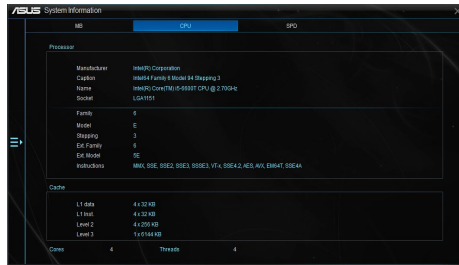 ASUS System Information
MB CPU SPD
Processor
Manufacturer Intel(R) Corporation
Caption Intel64 Family 6 Model 94 Stepping 3
Name Intel(R) Core(TM) i5-6600T CPU @ 2.70GHz
Socket LGA1151
Family 6
Model E
Stepping 3
Ext. Family 6
Ext. Model 5E
Instructions MMX, SSE, SSE2, SSE3, SSSE3, VT-x, SSE4.2, AES, AVX, EM64T, SSE4A
Cache
L1 data 4 x 32 KB
L1 Inst. 4 x 32 KB
Level 2 4 x 256 KB
Level 3 1 x 6144 KB
Cores 4 Threads 4